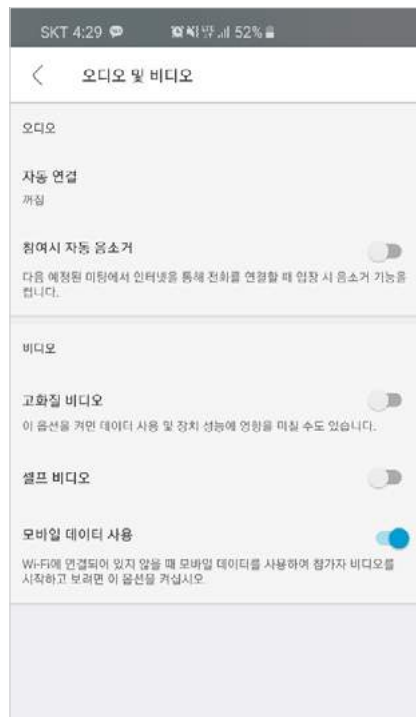 SKT 4:29 52%
오디오 및 비디오
오디오
자동 연결
꺼짐
참여시 자동 음소거
다음 예정된 미팅에서 인터넷을 통해 전화를 연결할 때 입장 시 음소거 기능을
켭니다.
비디오
고화질 비디오
이 옵션을 켜면 데이터 사용 및 장치 성능에 영향을 미칠 수도 있습니다.
셀프 비디오
모바일 데이터 사용
Wi-Fi에 연결되어 있지 않을 때 모바일 데이터를 사용하여 참가자 비디오를
시작하고 보려면 이 옵션을 켜십시오.